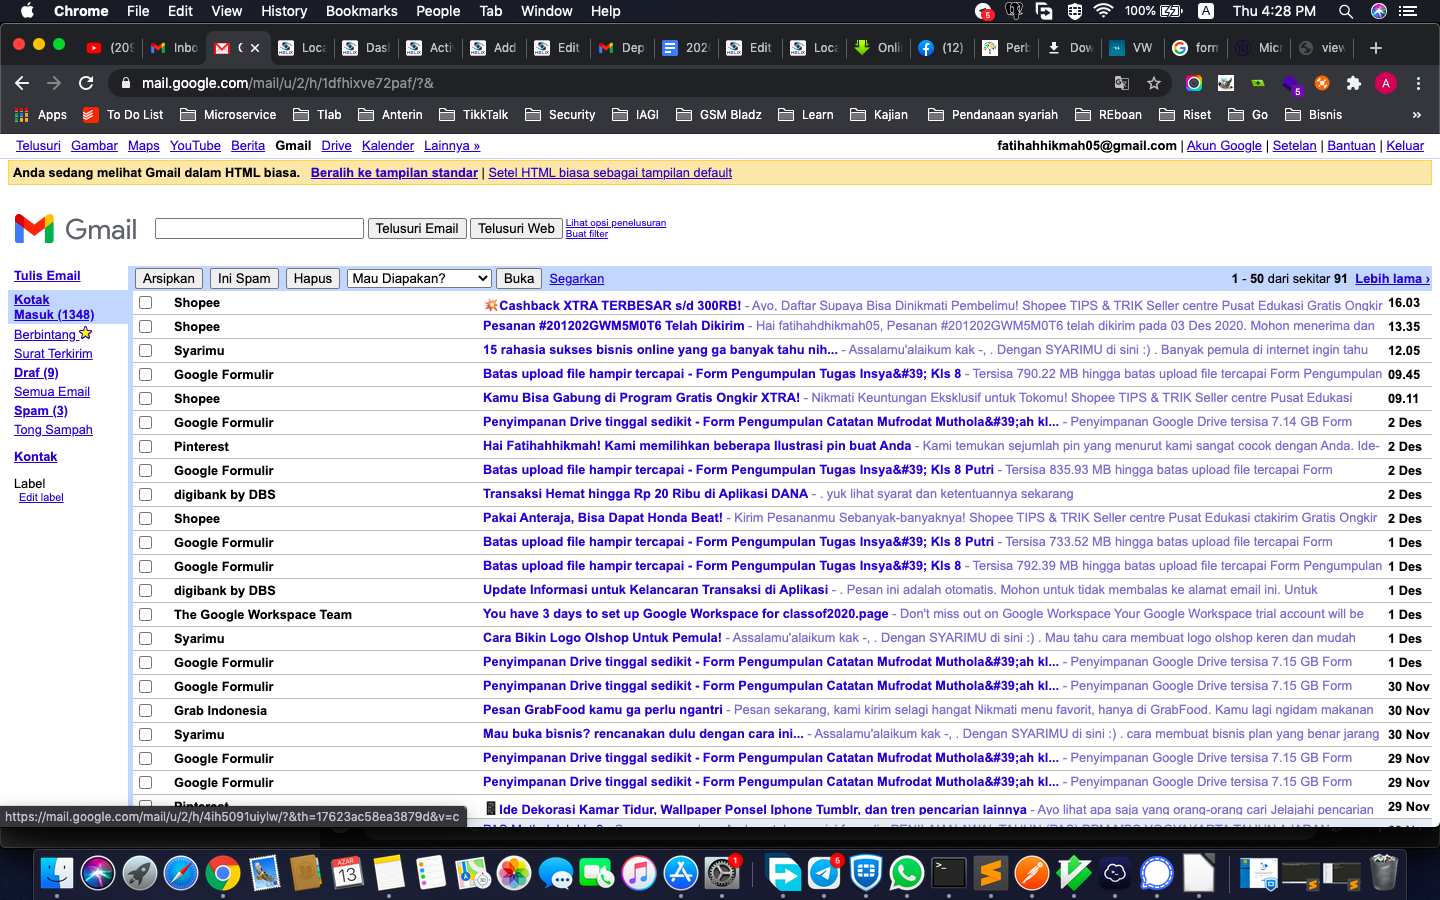 Chrome File Edit View History Bookmarks People Tab Window Help 5 100% A Thu 4:28 PM
(209 Inbo Loca Das Activ Add Edit Dep 202 Edit Loca Onli (12) Pert Dow VW form Micr view
mail.google.com/mail/u/2/h/1dfhixve72paf/?& 5 A
Apps To Do List Microservice Tlab Anterin TikkTalk Security IAGI GSM Bladz Learn Kajian Pendanaan syariah REboan Riset Go Bisnis »
Telusuri Gambar Maps YouTube Berita Gmail Drive Kalender Lainnya » fatihahhikmah05@gmail.com | Akun Google | Setelan | Bantuan | Keluar
Anda sedang melihat Gmail dalam HTML biasa. Beralih ke tampilan standar | Setel HTML biasa sebagai tampilan default
Gmail Telusuri Email Telusuri Web Lihat opsi penelusuran
Buat filter
Tulis Email
Kotak
Masuk (1348)
Berbintang
Surat Terkirim
Draf (9)
Semua Email
Spam (3)
Tong Sampah
Kontak
Label
Edit label
Arsipkan Ini Spam Hapus Mau Diapakan? Buka Segarkan 1 - 50 dari sekitar 91 Lebih lama ›
Shopee 💥Cashback XTRA TERBESAR s/d 300RB! - Ayo, Daftar Supaya Bisa Dinikmati Pembelimu! Shopee TIPS & TRIK Seller centre Pusat Edukasi Gratis Ongkir 16.03
Shopee Pesanan #201202GWM5M0T6 Telah Dikirim - Hai fatihahdhikmah05, Pesanan #201202GWM5M0T6 telah dikirim pada 03 Des 2020. Mohon menerima dan 13.35
Syarimu 15 rahasia sukses bisnis online yang ga banyak tahu nih... - Assalamu'alaikum kak -, . Dengan SYARIMU di sini :) . Banyak pemula di internet ingin tahu 12.05
Google Formulir Batas upload file hampir tercapai - Form Pengumpulan Tugas Insya&#39; Kls 8 - Tersisa 790.22 MB hingga batas upload file tercapai Form Pengumpulan 09.45
Shopee Kamu Bisa Gabung di Program Gratis Ongkir XTRA! - Nikmati Keuntungan Eksklusif untuk Tokomu! Shopee TIPS & TRIK Seller centre Pusat Edukasi 09.11
Google Formulir Penyimpanan Drive tinggal sedikit - Form Pengumpulan Catatan Mufrodat Muthola&#39;ah kl... - Penyimpanan Google Drive tersisa 7.14 GB Form 2 Des
Pinterest Hai Fatihahhikmah! Kami memilihkan beberapa Ilustrasi pin buat Anda - Kami temukan sejumlah pin yang menurut kami sangat cocok dengan Anda. Ide- 2 Des
Google Formulir Batas upload file hampir tercapai - Form Pengumpulan Tugas Insya&#39; Kls 8 Putri - Tersisa 835.93 MB hingga batas upload file tercapai Form 2 Des
digibank by DBS Transaksi Hemat hingga Rp 20 Ribu di Aplikasi DANA - . yuk lihat syarat dan ketentuannya sekarang 2 Des
Shopee Pakai Anteraja, Bisa Dapat Honda Beat! - Kirim Pesananmu Sebanyak-banyaknya! Shopee TIPS & TRIK Seller centre Pusat Edukasi ctakirim Gratis Ongkir 2 Des
Google Formulir Batas upload file hampir tercapai - Form Pengumpulan Tugas Insya&#39; Kls 8 Putri - Tersisa 733.52 MB hingga batas upload file tercapai Form 1 Des
Google Formulir Batas upload file hampir tercapai - Form Pengumpulan Tugas Insya&#39; Kls 8 - Tersisa 792.39 MB hingga batas upload file tercapai Form Pengumpulan 1 Des
digibank by DBS Update Informasi untuk Kelancaran Transaksi di Aplikasi - . Pesan ini adalah otomatis. Mohon untuk tidak membalas ke alamat email ini. Untuk 1 Des
The Google Workspace Team You have 3 days to set up Google Workspace for classof2020.page - Don't miss out on Google Workspace Your Google Workspace trial account will be 1 Des
Syarimu Cara Bikin Logo Olshop Untuk Pemula! - Assalamu'alaikum kak -, . Dengan SYARIMU di sini :) . Mau tahu cara membuat logo olshop keren dan mudah 1 Des
Google Formulir Penyimpanan Drive tinggal sedikit - Form Pengumpulan Catatan Mufrodat Muthola&#39;ah kl... - Penyimpanan Google Drive tersisa 7.15 GB Form 1 Des
Google Formulir Penyimpanan Drive tinggal sedikit - Form Pengumpulan Catatan Mufrodat Muthola&#39;ah kl... - Penyimpanan Google Drive tersisa 7.15 GB Form 30 Nov
Grab Indonesia Pesan GrabFood kamu ga perlu ngantri - Pesan sekarang, kami kirim selagi hangat Nikmati menu favorit, hanya di GrabFood. Kamu lagi ngidam makanan 30 Nov
Syarimu Mau buka bisnis? rencanakan dulu dengan cara ini... - Assalamu'alaikum kak -, . Dengan SYARIMU di sini :) . cara membuat bisnis plan yang benar jarang 30 Nov
Google Formulir Penyimpanan Drive tinggal sedikit - Form Pengumpulan Catatan Mufrodat Muthola&#39;ah kl... - Penyimpanan Google Drive tersisa 7.15 GB Form 29 Nov
Google Formulir Penyimpanan Drive tinggal sedikit - Form Pengumpulan Catatan Mufrodat Muthola&#39;ah kl... - Penyimpanan Google Drive tersisa 7.15 GB Form 29 Nov
Pinterest Ide Dekorasi Kamar Tidur, Wallpaper Ponsel Iphone Tumblr, dan tren pencarian lainnya - Ayo lihat apa saja yang orang-orang cari Jelajahi pencarian 29 Nov
https://mail.google.com/mail/u/2/h/4ih5091uiylw/?&th=17623ac58ea3879d&v=c
AZAR 13 1 5